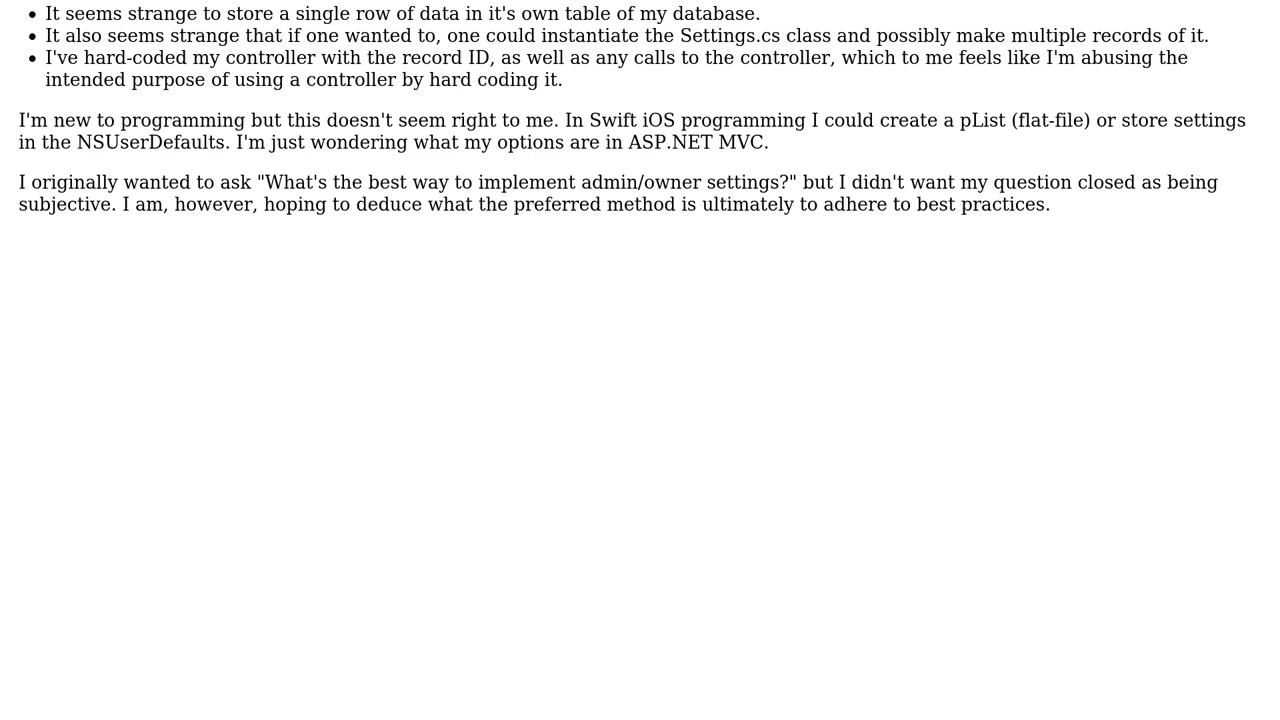 It seems strange to store a single row of data in it's own table of my database.
It also seems strange that if one wanted to, one could instantiate the Settings.cs class and possibly make multiple records of it.
I've hard-coded my controller with the record ID, as well as any calls to the controller, which to me feels like I'm abusing the
intended purpose of using a controller by hard coding it.
I'm new to programming but this doesn't seem right to me. In Swift iOS programming I could create a pList (flat-file) or store settings
in the NSUserDefaults. I'm just wondering what my options are in ASP.NET MVC.
I originally wanted to ask "What's the best way to implement admin/owner settings?" but I didn't want my question closed as being
subjective. I am, however, hoping to deduce what the preferred method is ultimately to adhere to best practices.